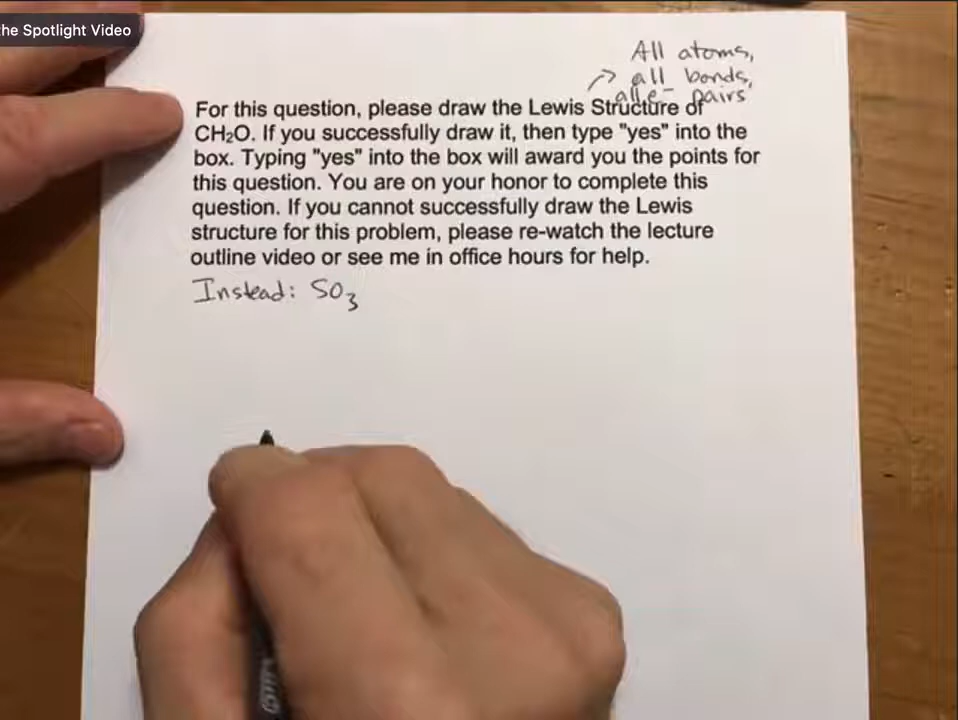 he Spotlight Video
All atoms,
all bonds,
all e- pairs
For this question, please draw the Lewis Structure of
CH2O. If you successfully draw it, then type "yes" into the
box. Typing "yes" into the box will award you the points for
this question. You are on your honor to complete this
question. If you cannot successfully draw the Lewis
structure for this problem, please re-watch the lecture
outline video or see me in office hours for help.
Instead: SO3